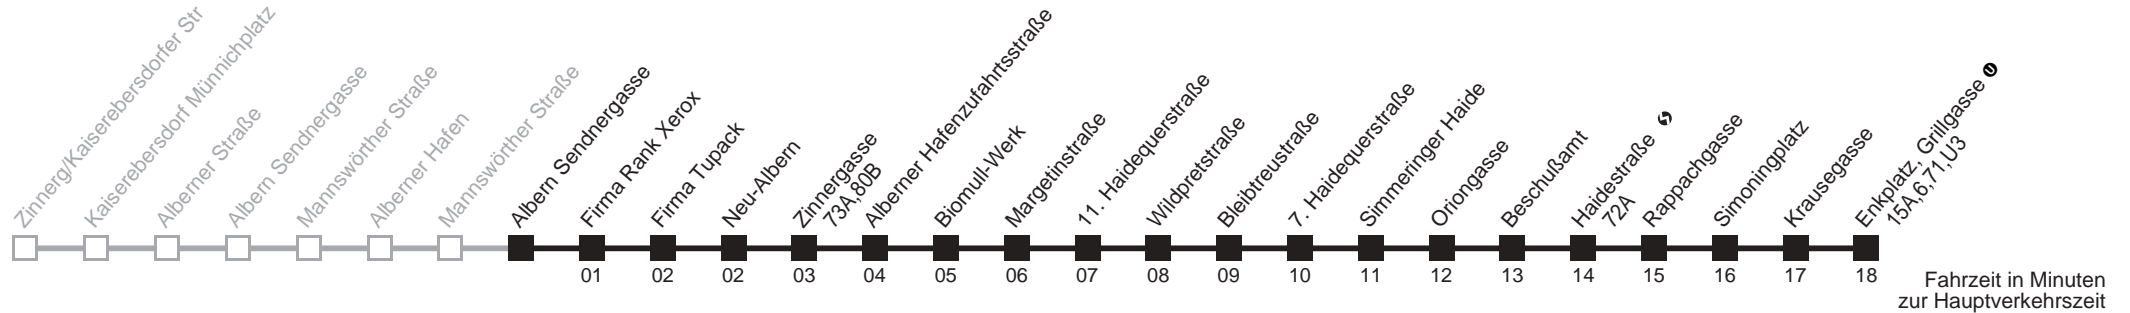 Zinnerg/Kaiserebersdorfer Str
Kaiserebersdorf Münnichplatz
Alberner Straße
Albern Sendnergasse
Mannswörther Straße
Alberner Hafen
Mannswörther Straße
Albern Sendnergasse
Firma Rank Xerox
Firma Tupack
Neu-Albern
Zinnergasse
73A,80B
Alberner Hafenzufahrtsstraße
Biomull-Werk
Margetinstraße
11. Haidequerstraße
Wildpretstraße
Bleibtreustraße
7. Haidequerstraße
Simmeringer Haide
Oriongasse
Beschußamt
Haidestraße
72A
Rappachgasse
Simoningplatz
Krausegasse
Enkplatz, Grillgasse U
15A,6,71,U3
01 02 02 03 04 05 06 07 08 09 10 11 12 13 14 15 16 17 18
Fahrzeit in Minuten
zur Hauptverkehrszeit